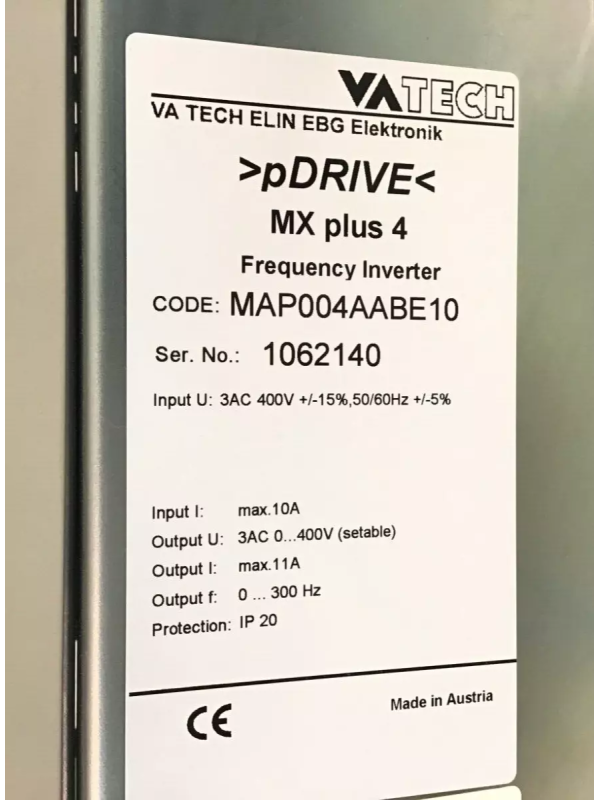 VA TECH
VA TECH ELIN EBG Elektronik
>pDRIVE<
MX plus 4
Frequency Inverter
CODE: MAP004AABE10
Ser. No.: 1062140
Input U: 3AC 400V +/-15%,50/60Hz +/-5%
Input I: max.10A
Output U: 3AC 0...400V (setable)
Output I: max.11A
Output f: 0 ... 300 Hz
Protection: IP 20
CE
Made in Austria